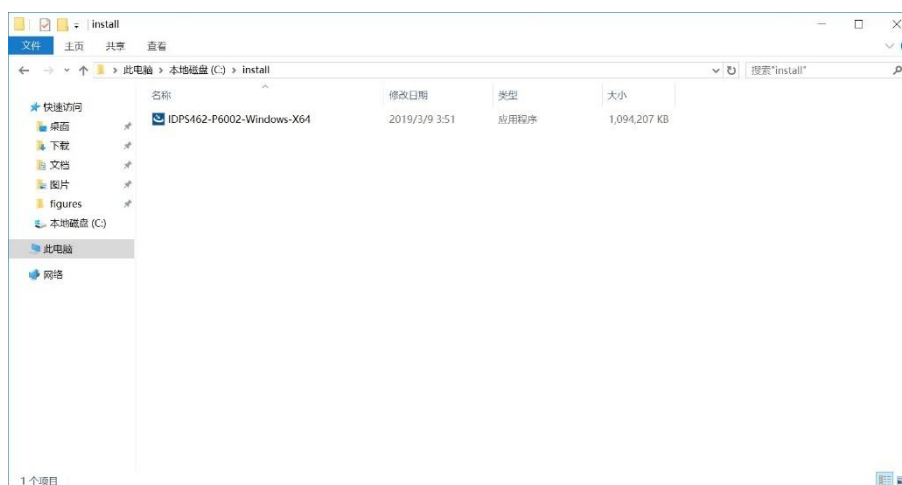 install
文件 主页 共享 查看
此电脑 > 本地磁盘 (C:) > install
搜索"install"
名称 修改日期 类型 大小
快速访问
IDPS462-P6002-Windows-X64 2019/3/9 3:51 应用程序 1,094,207 KB
桌面
下载
文档
图片
figures
本地磁盘 (C:)
此电脑
网络
1 个项目